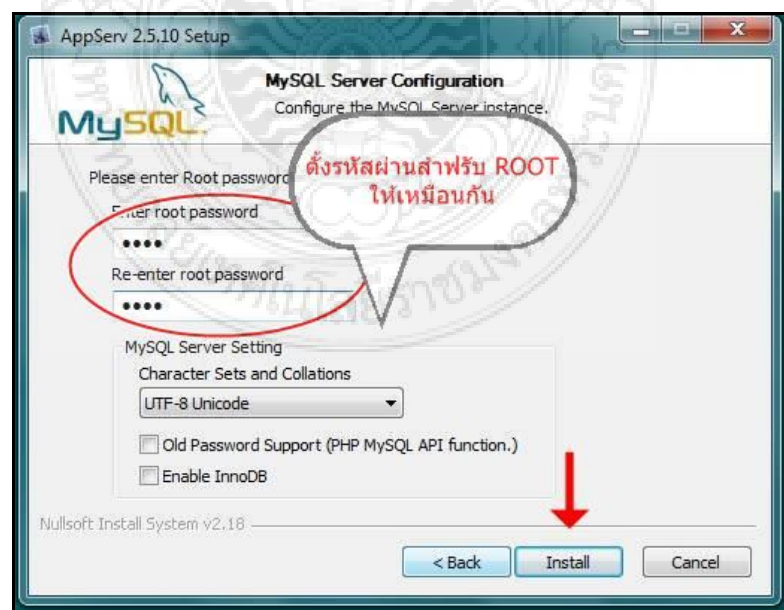 AppServ 2.5.10 Setup
MySQL Server Configuration
Configure the MySQL Server instance.
MySQL
ตั้งรหัสผ่านสำหรับ ROOT
ให้เหมือนกัน
Please enter Root password
Enter root password
Re-enter root password
MySQL Server Setting
Character Sets and Collations
UTF-8 Unicode
Old Password Support (PHP MySQL API function.)
Enable InnoDB
Nullsoft Install System v2.18
< Back
Install
Cancel